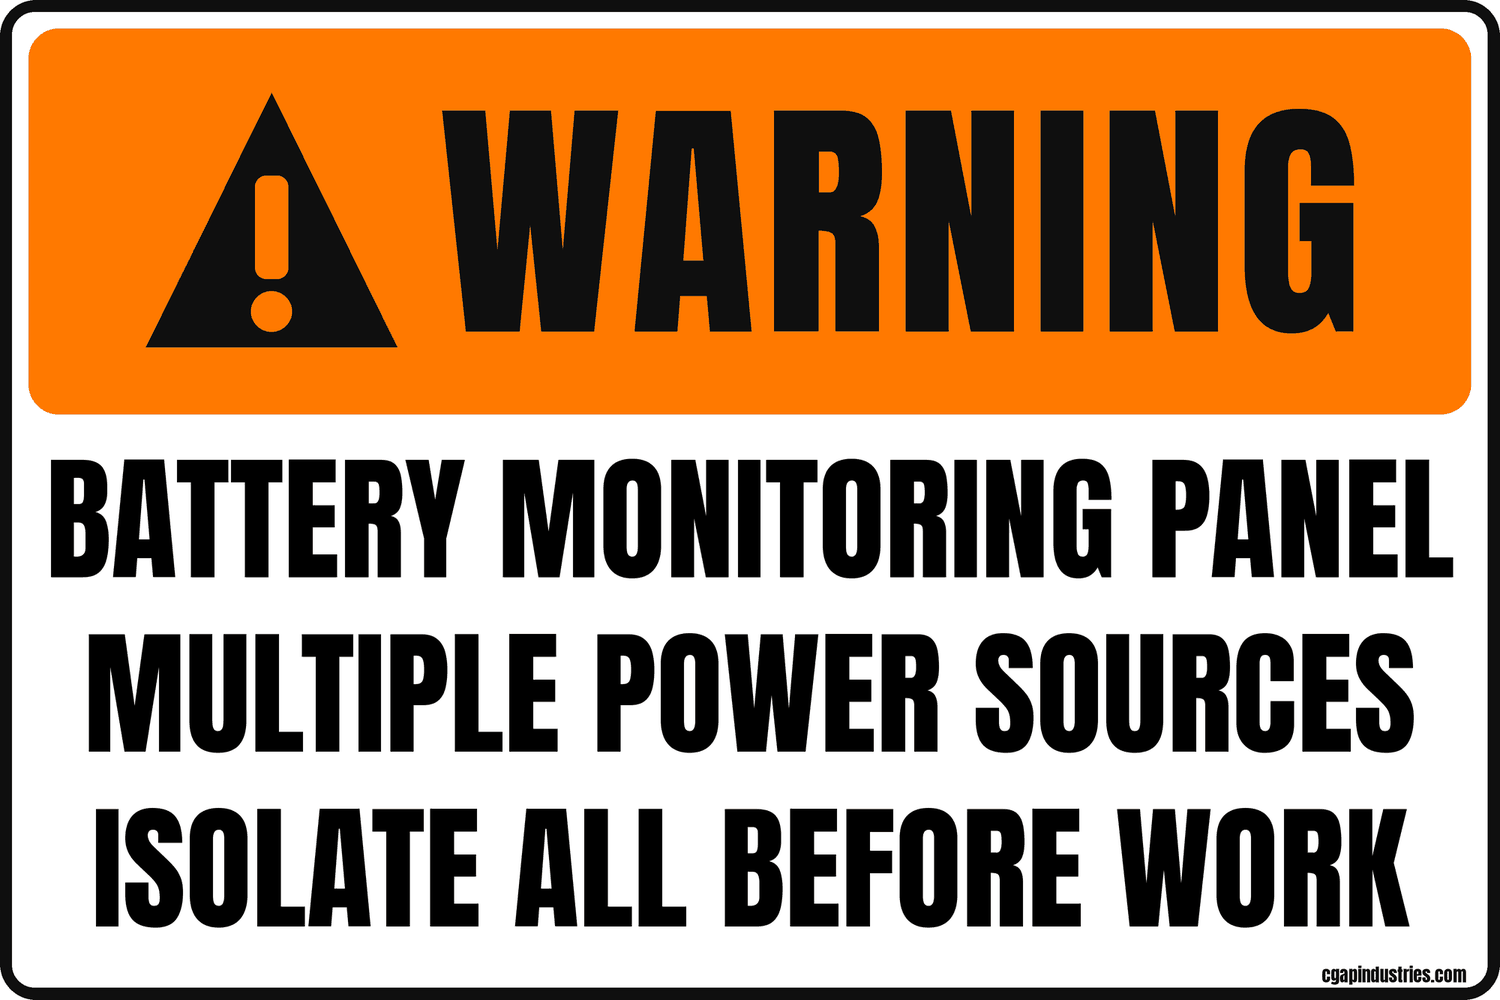 WARNING
BATTERY MONITORING PANEL
MULTIPLE POWER SOURCES
ISOLATE ALL BEFORE WORK
cgapindustries.com